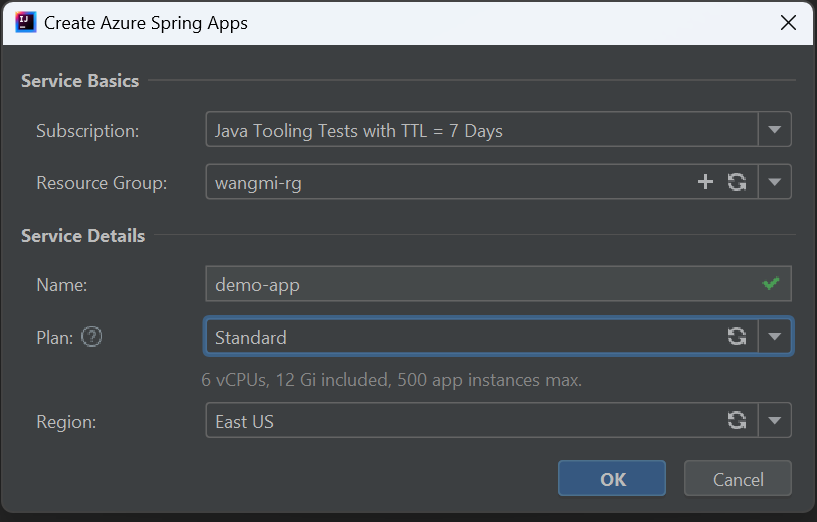 Create Azure Spring Apps
Service Basics
Subscription: Java Tooling Tests with TTL = 7 Days
Resource Group: wangmi-rg
Service Details
Name: demo-app
Plan: ? Standard
6 vCPUs, 12 Gi included, 500 app instances max.
Region: East US
OK Cancel